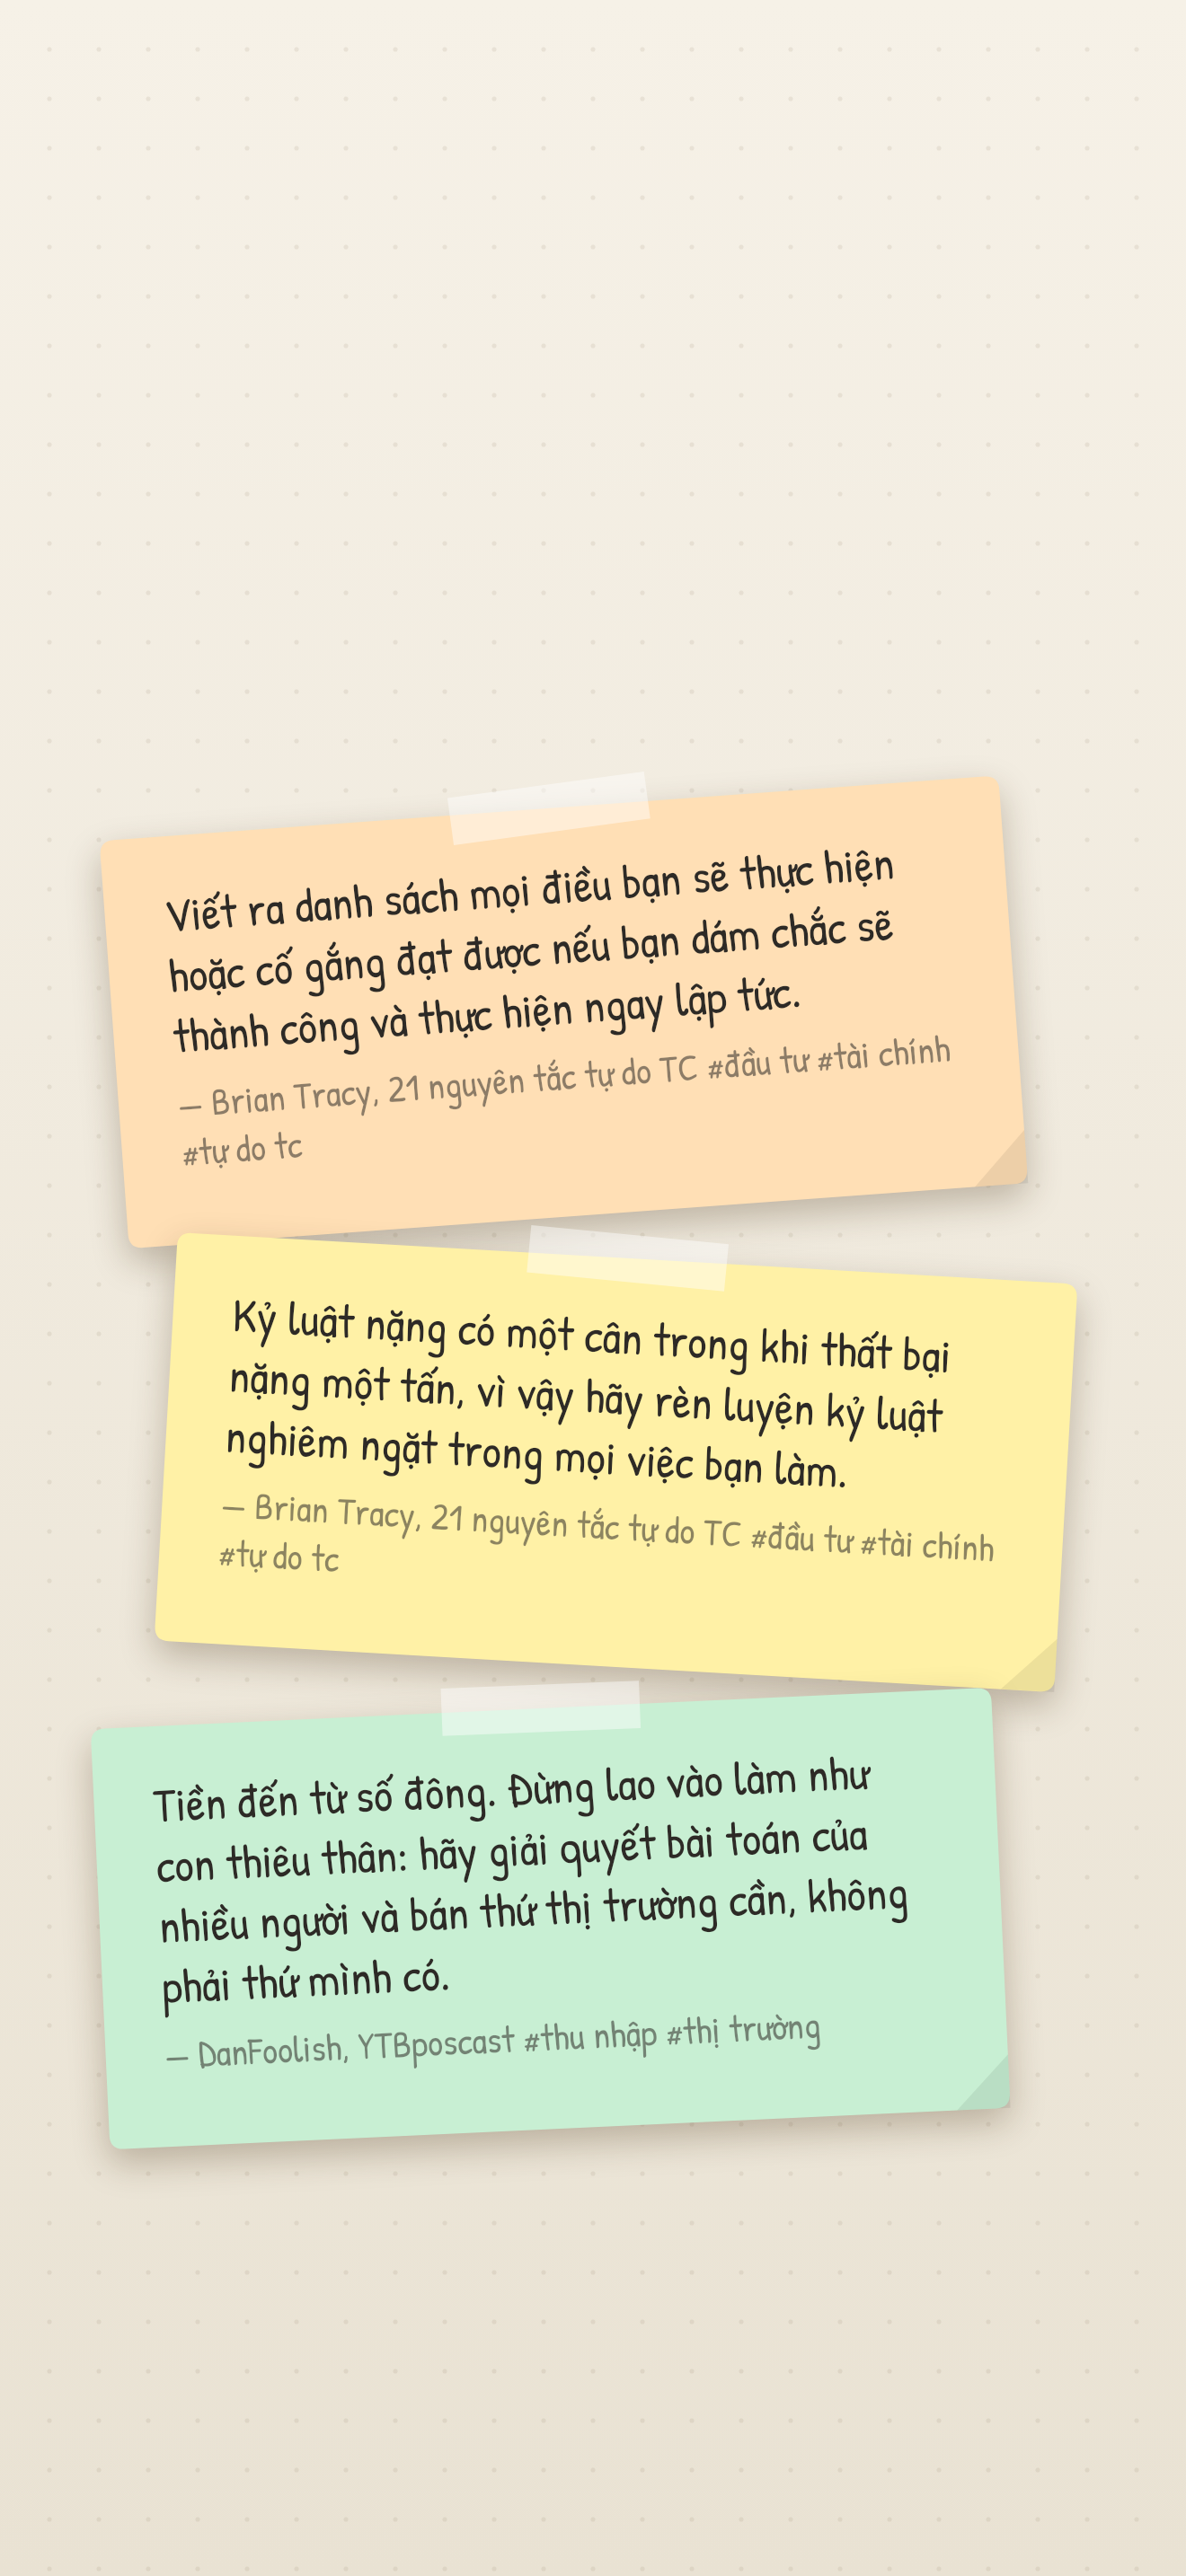 Viết ra danh sách mọi điều bạn sẽ thực hiện
hoặc cố gắng đạt được nếu bạn dám chắc sẽ
thành công và thực hiện ngay lập tức.
— Brian Tracy, 21 nguyên tắc tự do TC #đầu tư #tài chính
#tự do tc
Kỷ luật nặng có một cân trong khi thất bại
nặng một tấn, vì vậy hãy rèn luyện kỷ luật
nghiêm ngặt trong mọi việc bạn làm.
— Brian Tracy, 21 nguyên tắc tự do TC #đầu tư #tài chính
#tự do tc
Tiền đến từ số đông. Đừng lao vào làm như
con thiêu thân: hãy giải quyết bài toán của
nhiều người và bán thứ thị trường cần, không
phải thứ mình có.
— DanFoolish, YTBposcast #thu nhập #thị trường